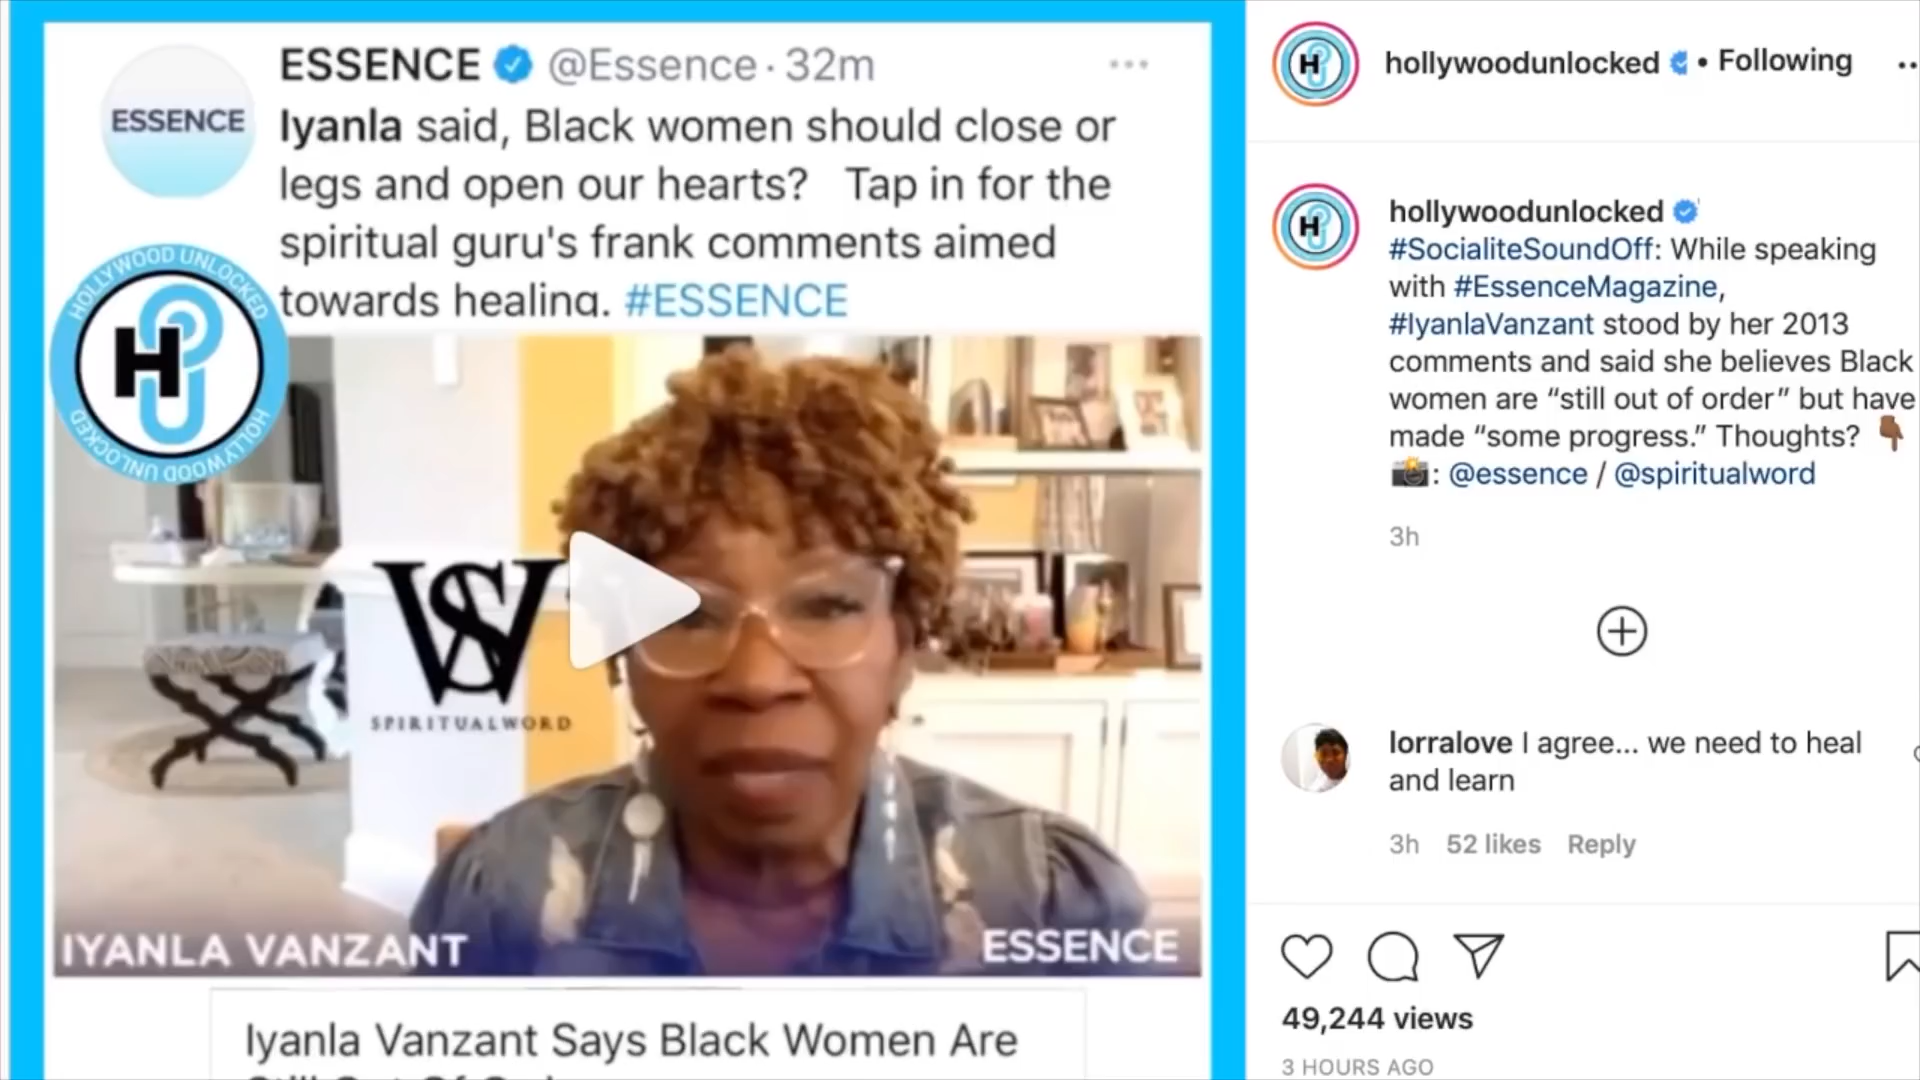 ESSENCE @Essence · 32m
ESSENCE
Iyanla said, Black women should close or
legs and open our hearts? Tap in for the
spiritual guru's frank comments aimed
towards healing. #ESSENCE
HOLLYWOOD UNLOCKED
H
HOLLYWOOD UNLOCKED
WS
SPIRITUALWORD
IYANLA VANZANT
ESSENCE
Iyanla Vanzant Says Black Women Are
H
hollywoodunlocked • Following
H
hollywoodunlocked
#SocialiteSoundOff: While speaking
with #EssenceMagazine,
#IyanlaVanzant stood by her 2013
comments and said she believes Black
women are “still out of order” but have
made “some progress.” Thoughts?
: @essence / @spiritualword
3h
lorralove I agree... we need to heal
and learn
3h 52 likes Reply
49,244 views
3 HOURS AGO